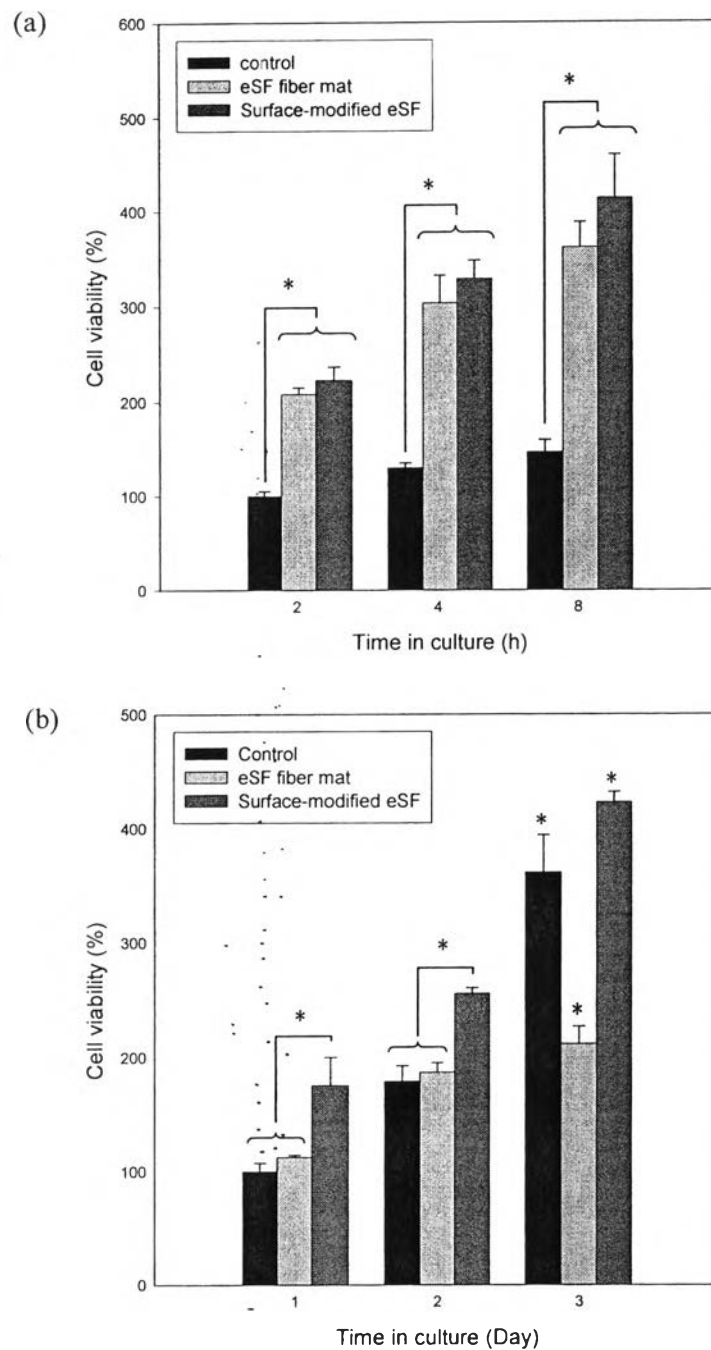 (a)
600
500
400
300
200
100
0
Cell viability (%)
control
eSF fiber mat
Surface-modified eSF
*
*
*
2
4
8
Time in culture (h)
(b)
500
400
300
200
100
0
Cell viability (%)
Control
eSF fiber mat
Surface-modified eSF
*
*
*
*
*
1
2
3
Time in culture (Day)